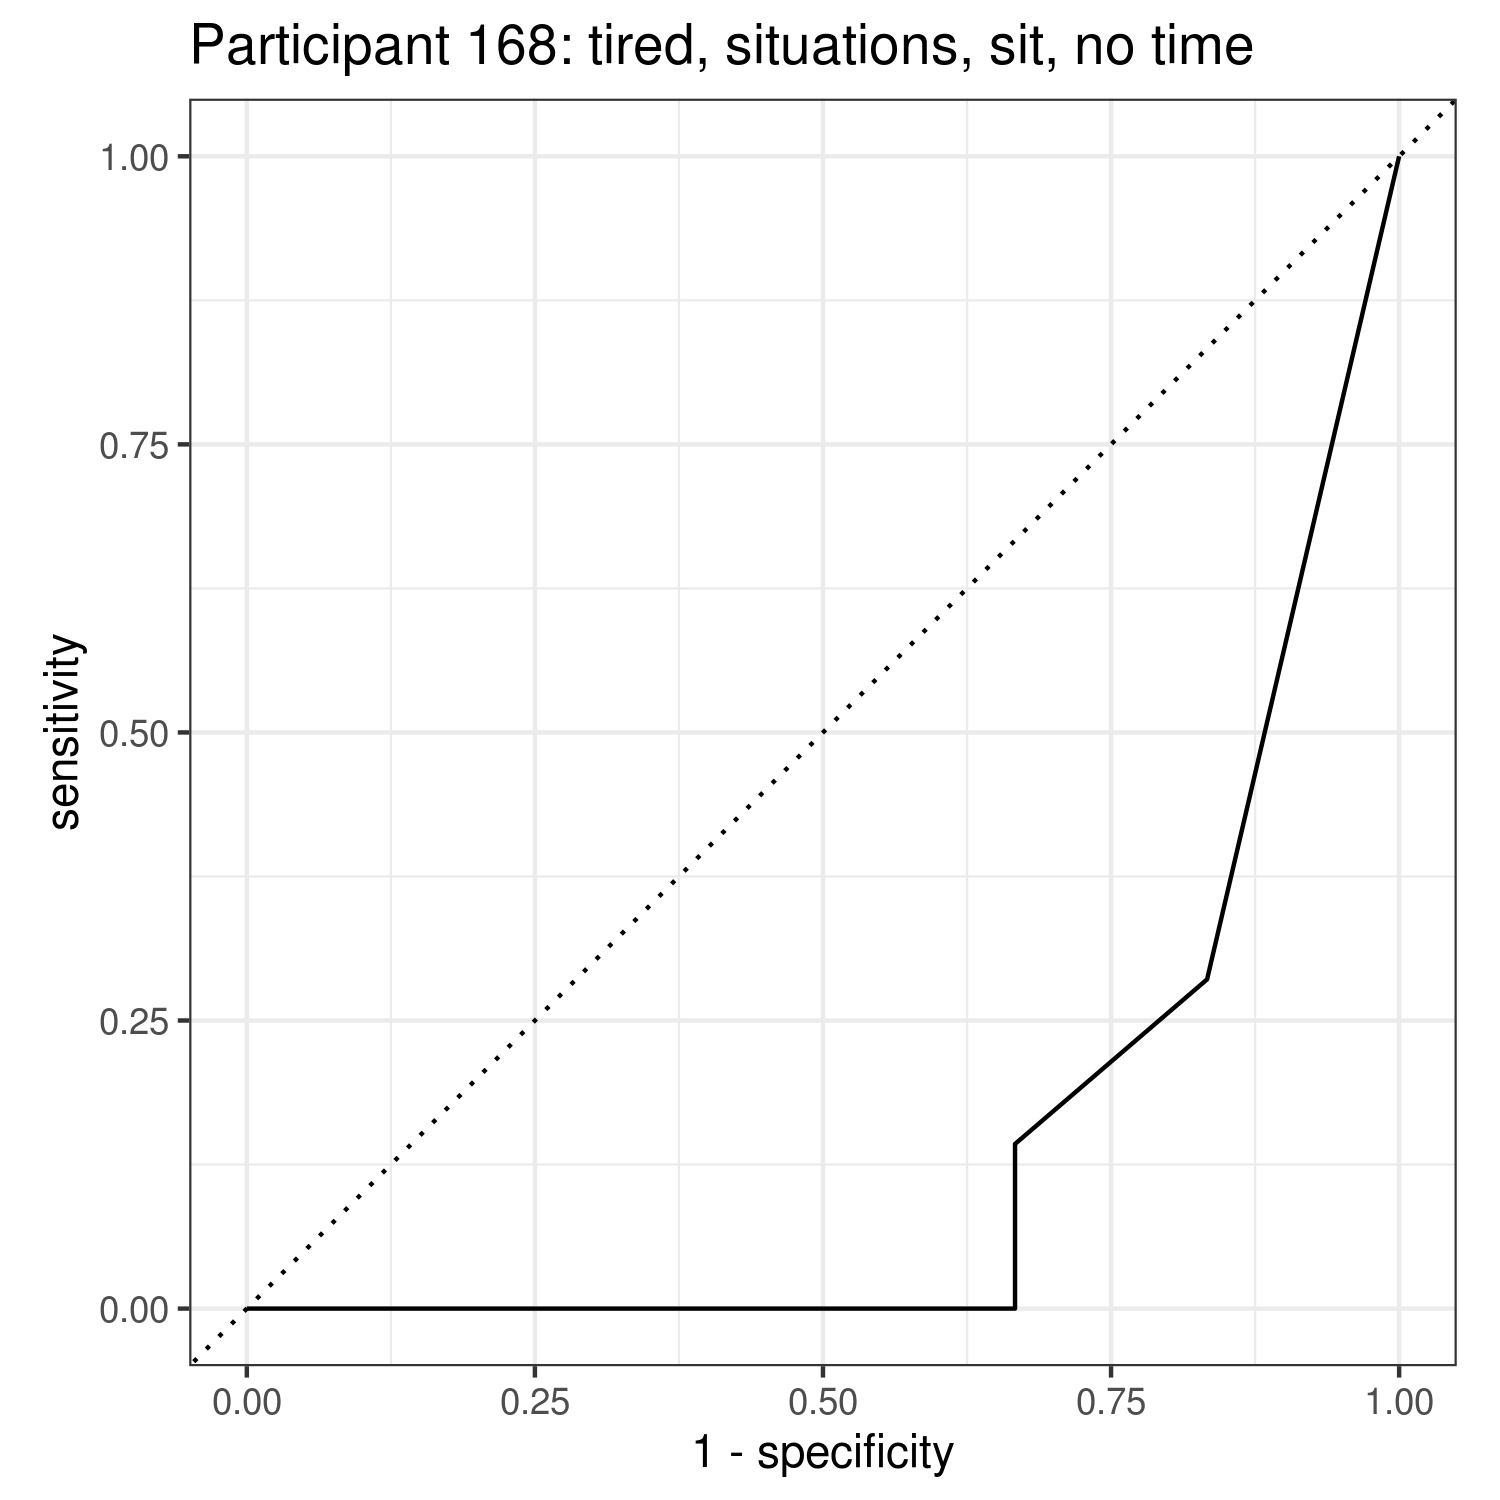 Participant 168: tired, situations, sit, no time
1.00
0.75
0.50
0.25
0.00
sensitivity
0.00 0.25 0.50 0.75 1.00
1 - specificity